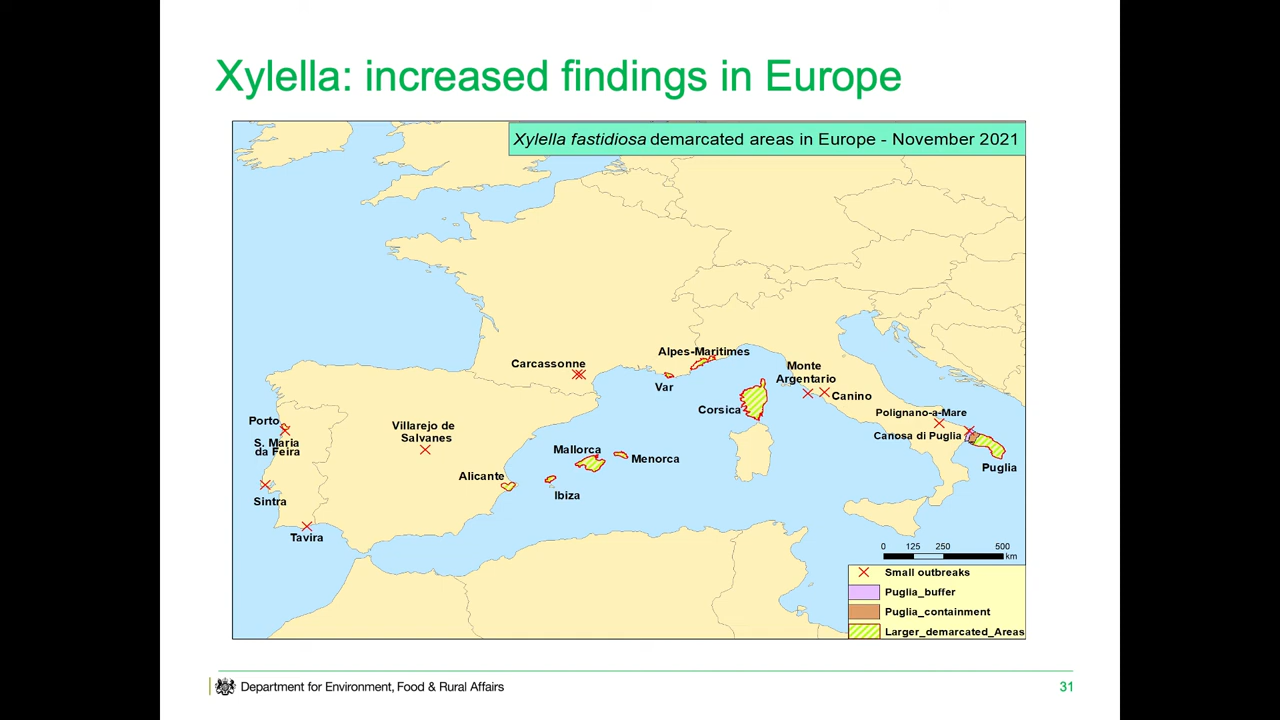 Xylella: increased findings in Europe
Xylella fastidiosa demarcated areas in Europe - November 2021
Carcassonne
Alpes-Maritimes
Var
Corsica
Monte
Argentario
Canino
Polignano-a-Mare
Canosa di Puglia
Puglia
Porto
S. Maria
da Feira
Sintra
Tavira
Villarejo de
Salvanes
Alicante
Mallorca
Menorca
Ibiza
0 125 250 500
km
Small outbreaks
Puglia_buffer
Puglia_containment
Larger_demarcated_Areas
Department for Environment, Food & Rural Affairs
31